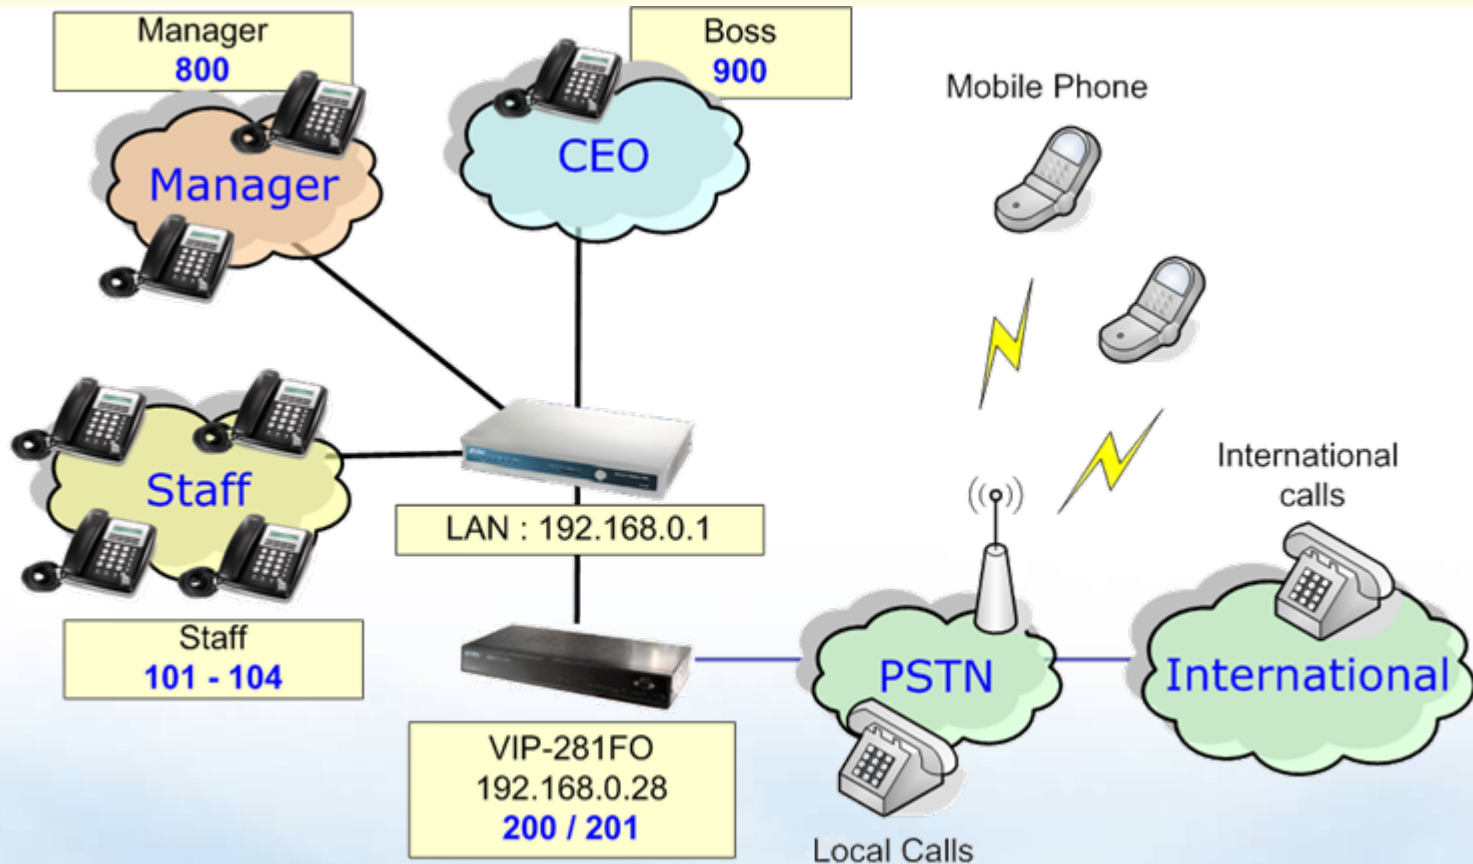 Manager
800
Boss
900
Mobile Phone
Manager
CEO
Staff
LAN : 192.168.0.1
International
calls
Staff
101 - 104
PSTN
International
VIP-281FO
192.168.0.28
200 / 201
Local Calls